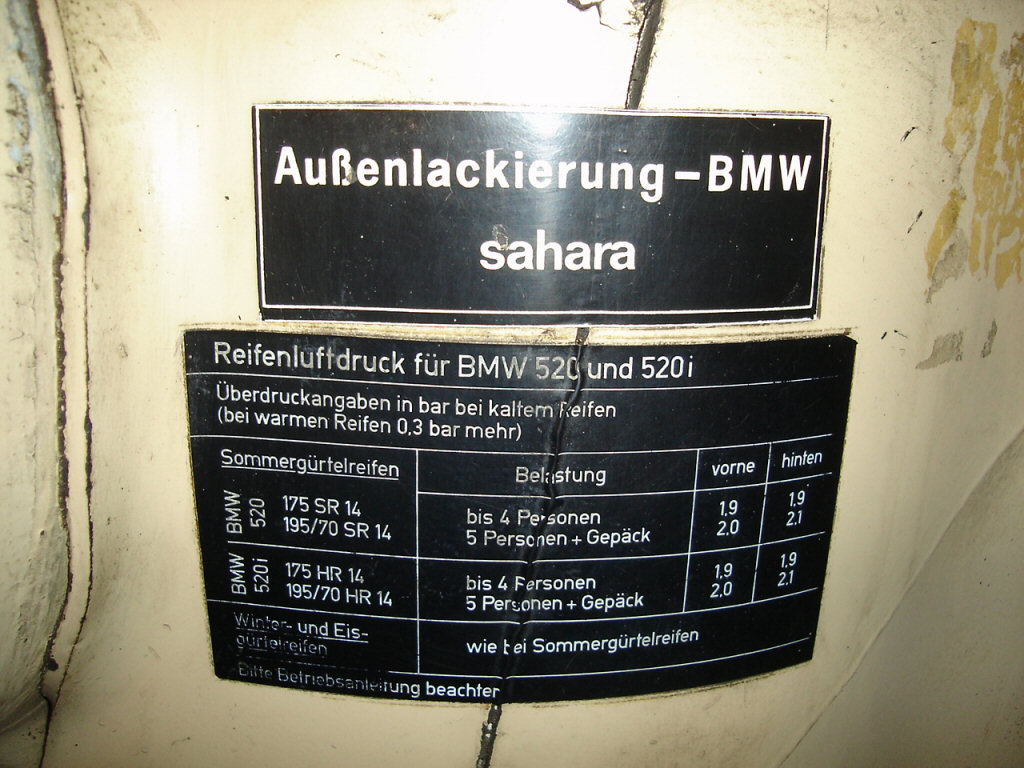 Außenlackierung – BMW
sahara
Reifenluftdruck für BMW 520 und 520i
Überdruckangaben in bar bei kaltem Reifen
(bei warmen Reifen 0,3 bar mehr)
Sommergürtelreifen Belastung vorne hinten
BMW 520 175 SR 14 bis 4 Personen 1.9 1.9
195/70 SR 14 5 Personen + Gepäck 2.0 2.1
BMW 520i 175 HR 14 bis 4 Personen 1.9 1.9
195/70 HR 14 5 Personen + Gepäck 2.0 2.1
Winter- und Eis-
gürtelreifen wie bei Sommergürtelreifen
Bitte Betriebsanleitung beachten